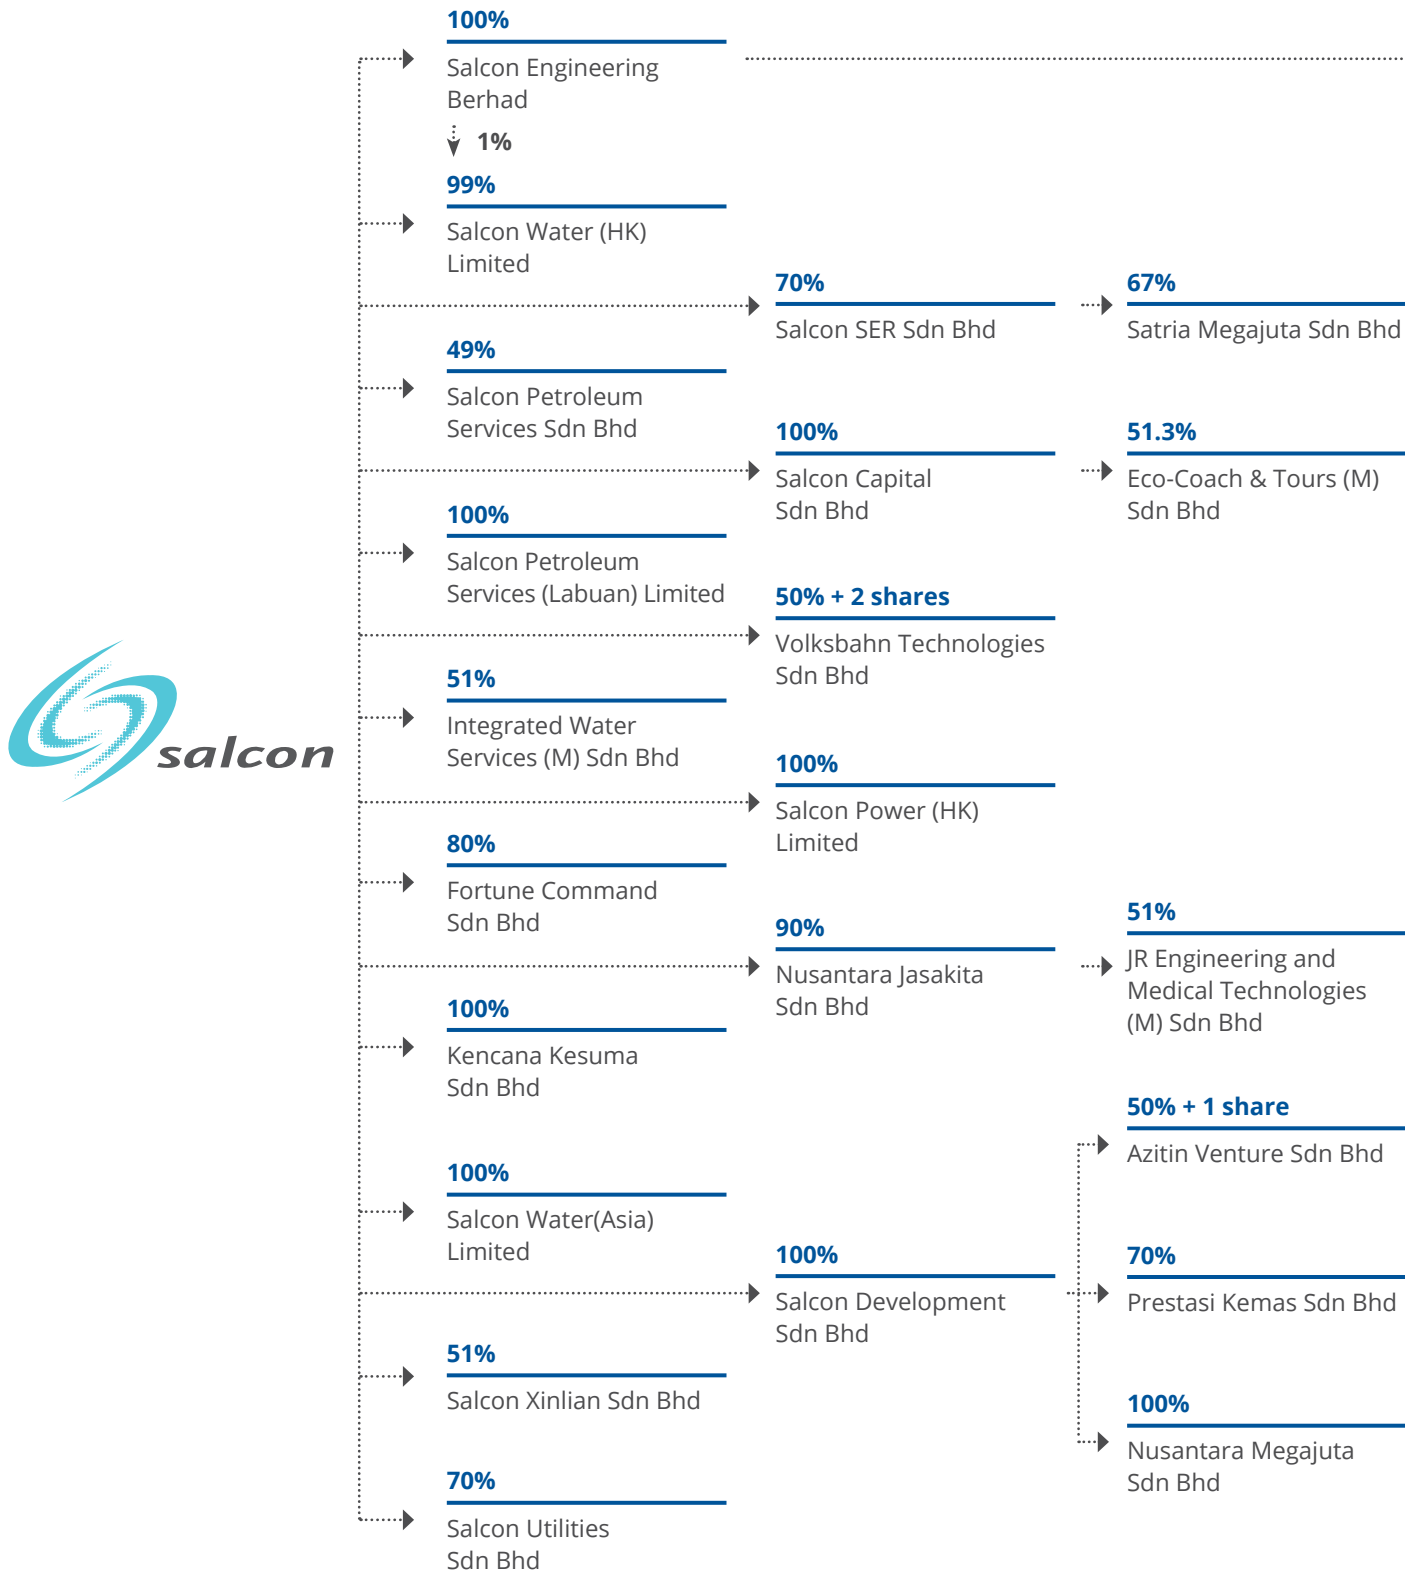 100%
Salcon Engineering
Berhad
1%
99%
Salcon Water (HK)
Limited
49%
Salcon Petroleum
Services Sdn Bhd
100%
Salcon Petroleum
Services (Labuan) Limited
51%
Integrated Water
Services (M) Sdn Bhd
80%
Fortune Command
Sdn Bhd
100%
Kencana Kesuma
Sdn Bhd
100%
Salcon Water(Asia)
Limited
51%
Salcon Xinlian Sdn Bhd
70%
Salcon Utilities
Sdn Bhd
salcon
70%
Salcon SER Sdn Bhd
100%
Salcon Capital
Sdn Bhd
50% + 2 shares
Volksbahn Technologies
Sdn Bhd
100%
Salcon Power (HK)
Limited
90%
Nusantara Jasakita
Sdn Bhd
100%
Salcon Development
Sdn Bhd
67%
Satria Megajuta Sdn Bhd
51.3%
Eco-Coach & Tours (M)
Sdn Bhd
51%
JR Engineering and
Medical Technologies
(M) Sdn Bhd
50% + 1 share
Azitin Venture Sdn Bhd
70%
Prestasi Kemas Sdn Bhd
100%
Nusantara Megajuta
Sdn Bhd